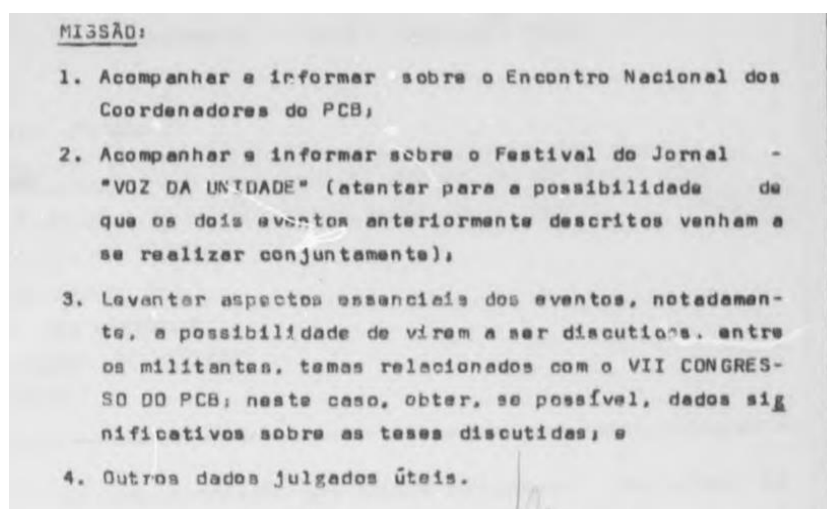 MISSÃO:
1. Acompanhar e informar sobre o Encontro Nacional dos
Coordenadores do PCB;
2. Acompanhar e informar sobre o Festival do Jornal -
"VOZ DA UNIDADE" (atentar para a possibilidade de
que os dois eventos anteriormente descritos venham a
se realizar conjuntamente);
3. Levantar aspectos essenciais dos eventos, notadamen-
te, a possibilidade de virem a ser discutidos, entre
os militantes, temas relacionados com o VII CONGRES-
SO DO PCB; neste caso, obter, se possível, dados sig
nificativos sobre as teses discutidas; e
4. Outros dados julgados úteis.